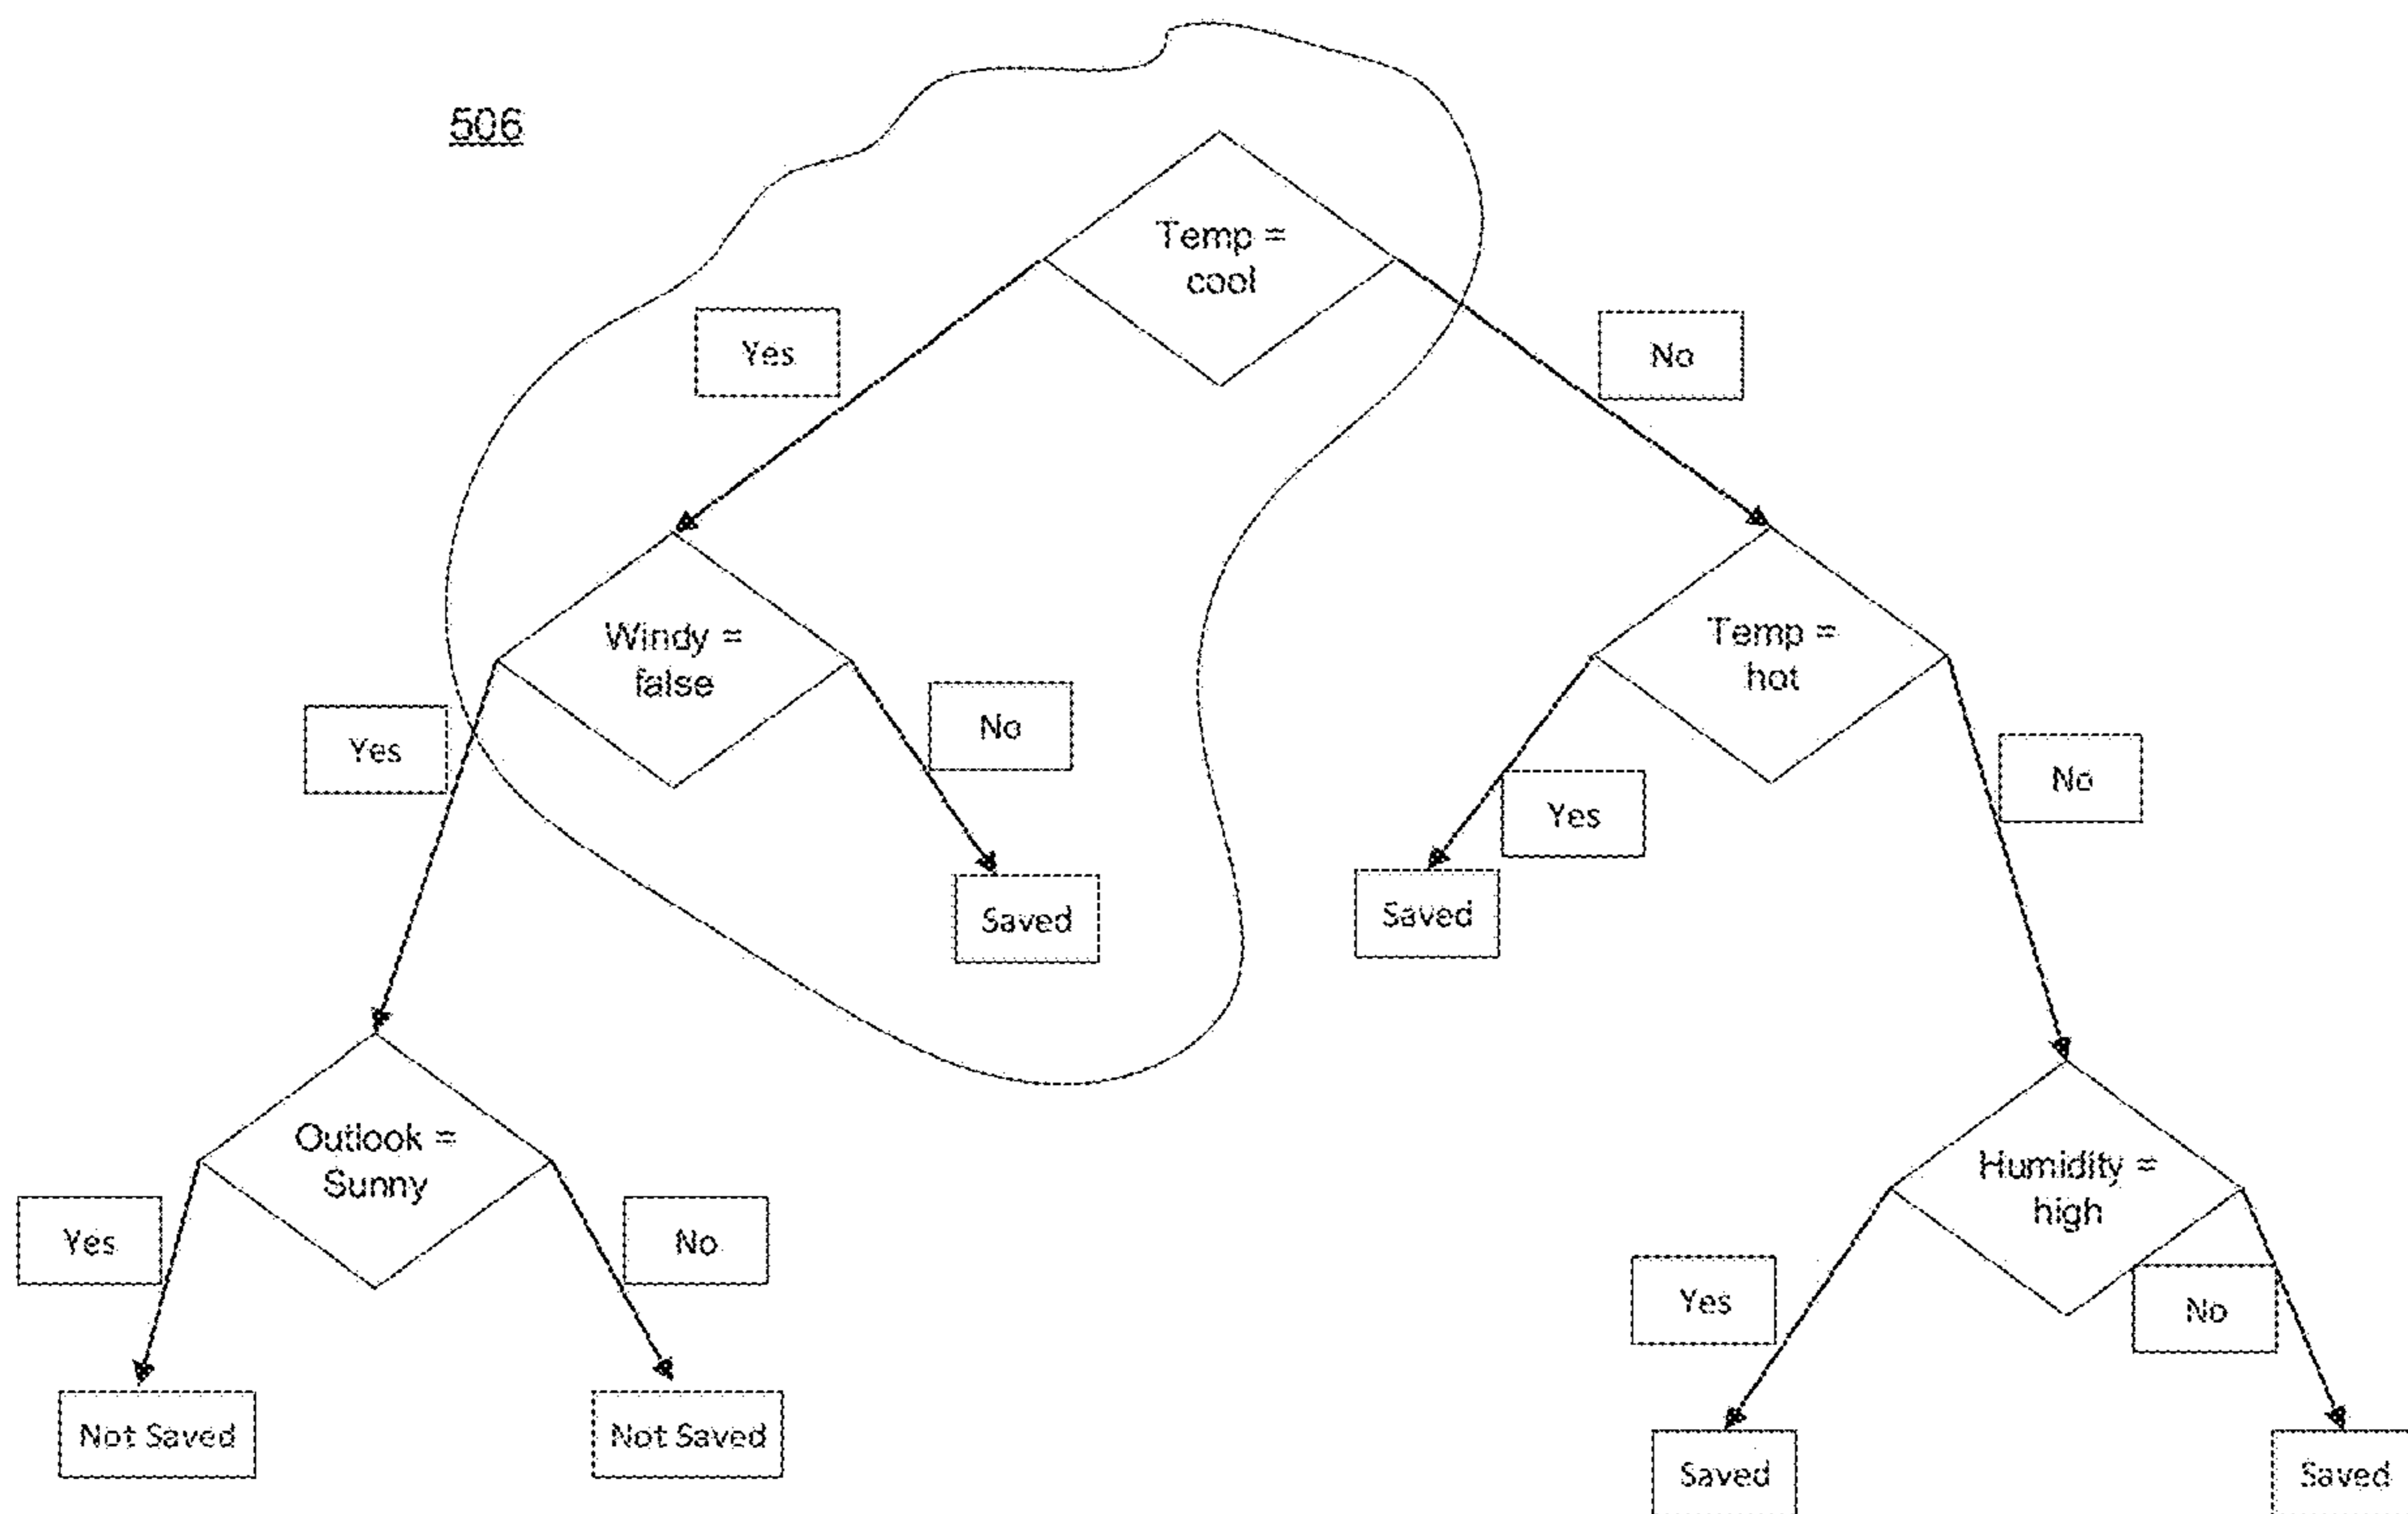 506
Temp =
cool
Yes
No
Windy =
false
Temp =
hot
Yes
No
Yes
No
Saved
Saved
Outlook =
Sunny
Humidity =
high
Yes
No
Yes
No
Not Saved
Not Saved
Saved
Saved